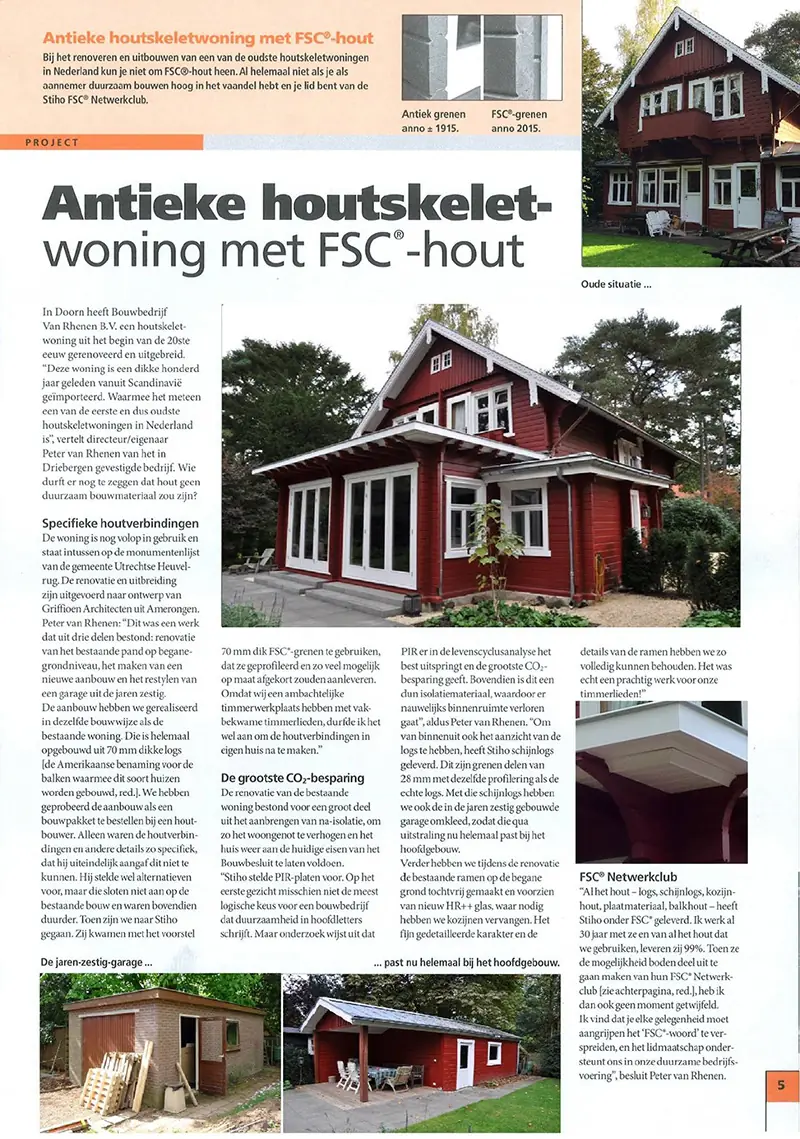 Antieke houtskeletwoning met FSC®-hout
Bij het renoveren en uitbouwen van een van de oudste houtskeletwoningen
in Nederland kun je niet om FSC®-hout heen. Al helemaal niet als je als
aannemer duurzaam bouwen hoog in het vaandel hebt en je lid bent van de
Stiho FSC® Netwerkclub.
Antiek grenen
anno ± 1915.
FSC®-grenen
anno 2015.
PROJECT
Antieke houtskelet-
woning met FSC®-hout
Oude situatie ...
In Doorn heeft Bouwbedrijf
Van Rhenen B.V. een houtskelet-
woning uit het begin van de 20ste
eeuw gerenoveerd en uitgebreid.
"Deze woning is een dikke honderd
jaar geleden vanuit Scandinavië
geïmporteerd. Waarmee het meteen
een van de eerste en dus oudste
houtskeletwoningen in Nederland
is", vertelt directeur/eigenaar
Peter van Rhenen van het in
Driebergen gevestigde bedrijf. Wie
durft er nog te zeggen dat hout geen
duurzaam bouwmateriaal zou zijn?
Specifieke houtverbindingen
De woning is nog volop in gebruik en
staat intussen op de monumentenlijst
van de gemeente Utrechtse Heuvel-
rug. De renovatie en uitbreiding
zijn uitgevoerd naar ontwerp van
Griffioen Architecten uit Amerongen.
Peter van Rhenen: "Dit was een werk
dat uit drie delen bestond: renovatie
van het bestaande pand op begane-
grondniveau, het maken van een
nieuwe aanbouw en het restylen van
een garage uit de jaren zestig.
De aanbouw hebben we gerealiseerd
in dezelfde bouwwijze als de
bestaande woning. Die is helemaal
opgebouwd uit 70 mm dikke logs
[de Amerikaanse benaming voor de
balken waarmee dit soort huizen
worden gebouwd, red.]. We hebben
geprobeerd de aanbouw als een
bouwpakket te bestellen bij een hout-
bouwer. Alleen waren de houtverbin-
dingen en andere details zo specifiek,
dat hij uiteindelijk aangaf dit niet te
kunnen. Hij stelde wel alternatieven
voor, maar die sloten niet aan op de
bestaande bouw en waren bovendien
duurder. Toen zijn we naar Stiho
gegaan. Zij kwamen met het voorstel
70 mm dik FSC®-grenen te gebruiken,
dat ze geprofileerd en zo veel mogelijk
op maat afgekort zouden aanleveren.
Omdat wij een ambachtelijke
timmerwerkplaats hebben met vak-
bekwame timmerlieden, durfde ik het
wel aan om de houtverbindingen in
eigen huis na te maken."
De grootste CO₂-besparing
De renovatie van de bestaande
woning bestond voor een groot deel
uit het aanbrengen van na-isolatie, om
zo het woongenot te verhogen en het
huis weer aan de huidige eisen van het
Bouwbesluit te laten voldoen.
"Stiho stelde PIR-platen voor. Op het
eerste gezicht misschien niet de meest
logische keus voor een bouwbedrijf
dat duurzaamheid in hoofdletters
schrijft. Maar onderzoek wijst uit dat
PIR er in de levenscyclusanalyse het
best uitspringt en de grootste CO₂-
besparing geeft. Bovendien is dit een
dun isolatiemateriaal, waardoor er
nauwelijks binnenruimte verloren
gaat", aldus Peter van Rhenen. "Om
van binnenuit ook het aanzicht van de
logs te hebben, heeft Stiho schijnlogs
geleverd. Dit zijn grenen delen van
28 mm met dezelfde profilering als de
echte logs. Met die schijnlogs hebben
we ook de in de jaren zestig gebouwde
garage omkleed, zodat die qua
uitstraling nu helemaal past bij het
hoofdgebouw.
Verder hebben we tijdens de renovatie
de bestaande ramen op de begane
grond tochtvrij gemaakt en voorzien
van nieuw HR++ glas, waar nodig
hebben we kozijnen vervangen. Het
fijn gedetailleerde karakter en de
details van de ramen hebben we zo
volledig kunnen behouden. Het was
echt een prachtig werk voor onze
timmerlieden!"
FSC® Netwerkclub
"Al het hout – logs, schijnlogs, kozijn-
hout, plaatmateriaal, balkhout – heeft
Stiho onder FSC® geleverd. Ik werk al
30 jaar met ze en van al het hout dat
we gebruiken, leveren zij 99%. Toen ze
de mogelijkheid boden deel uit te
gaan maken van hun FSC® Netwerk-
club [zie achterpagina, red.], heb ik
dan ook geen moment getwijfeld.
Ik vind dat je elke gelegenheid moet
aangrijpen het 'FSC®-woord' te ver-
spreiden, en het lidmaatschap onder-
steunt ons in onze duurzame bedrijfs-
voering", besluit Peter van Rhenen.
De jaren-zestig-garage ...
... past nu helemaal bij het hoofdgebouw.
5